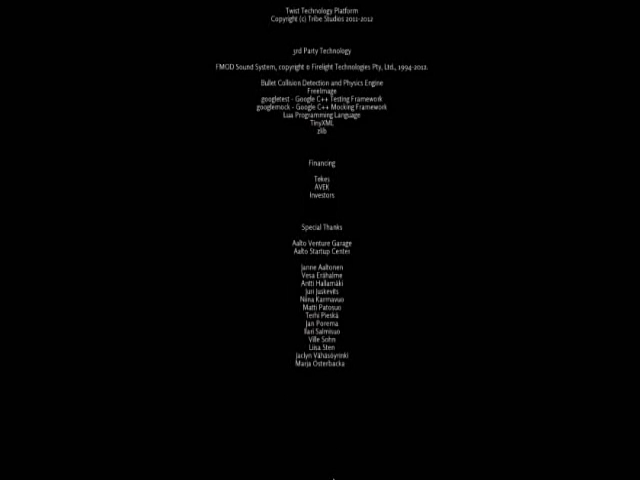 Twist Technology Platform
Copyright (c) Tribe Studios 2011-2012
3rd Party Technology
FMOD Sound System, copyright © Firelight Technologies Pty, Ltd., 1994-2012.
Bullet Collision Detection and Physics Engine
FreeImage
googletest - Google C++ Testing Framework
googlemock - Google C++ Mocking Framework
Lua Programming Language
TinyXML
zlib
Financing
Tekes
AVEK
Investors
Special Thanks
Aalto Venture Garage
Aalto Startup Center
Janne Aaltonen
Vesa Erähalme
Antti Hallamäki
Juri Juskevits
Niina Karmavuo
Matti Patosuo
Terhi Pieskä
Jan Porema
Ilari Salmisuo
Ville Sohn
Liisa Sten
Jaclyn Vähäsöyrinki
Marja Österbacka